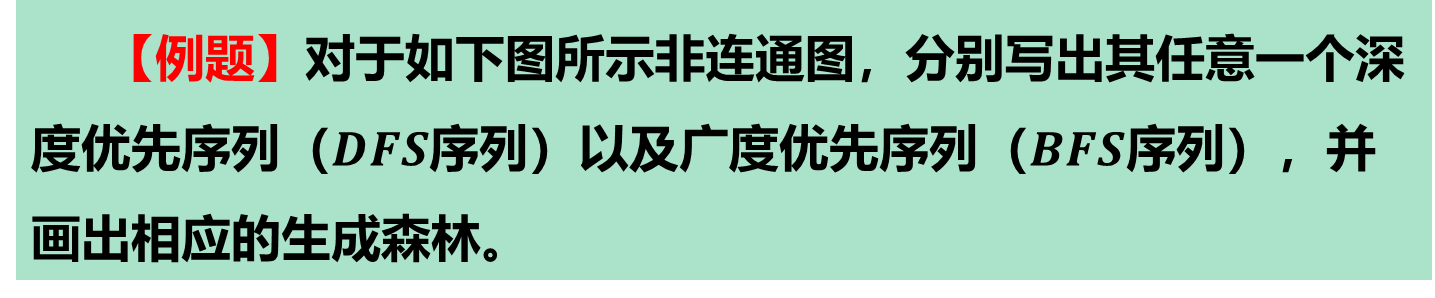 【例题】对于如下图所示非连通图，分别写出其任意一个深
度优先序列（DFS序列）以及广度优先序列（BFS序列），并
画出相应的生成森林。